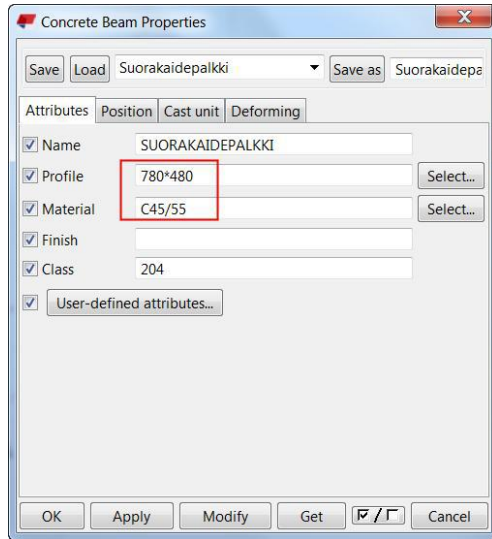 Concrete Beam Properties
Save Load Suorakaidepalkki Save as Suorakaidepa
Attributes Position Cast unit Deforming
Name SUORAKAIDEPALKKI
Profile 780*480 Select...
Material C45/55 Select...
Finish
Class 204
User-defined attributes...
OK Apply Modify Get / Cancel